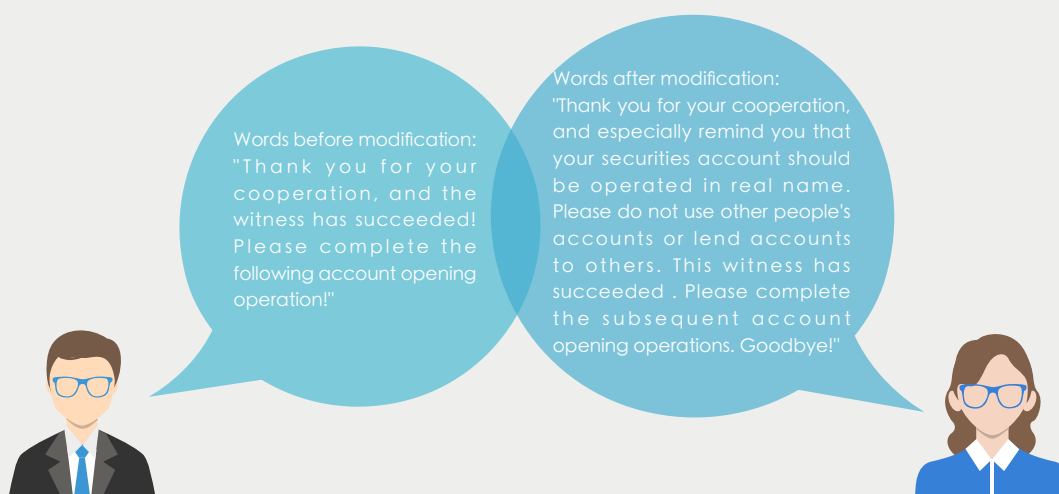 Words before modification:
"Thank you for your
cooperation, and the
witness has succeeded!
Please complete the
following account opening
operation!"
Words after modification:
"Thank you for your cooperation,
and especially remind you that
your securities account should
be operated in real name.
Please do not use other people's
accounts or lend accounts
to others. This witness has
succeeded . Please complete
the subsequent account
opening operations. Goodbye!"